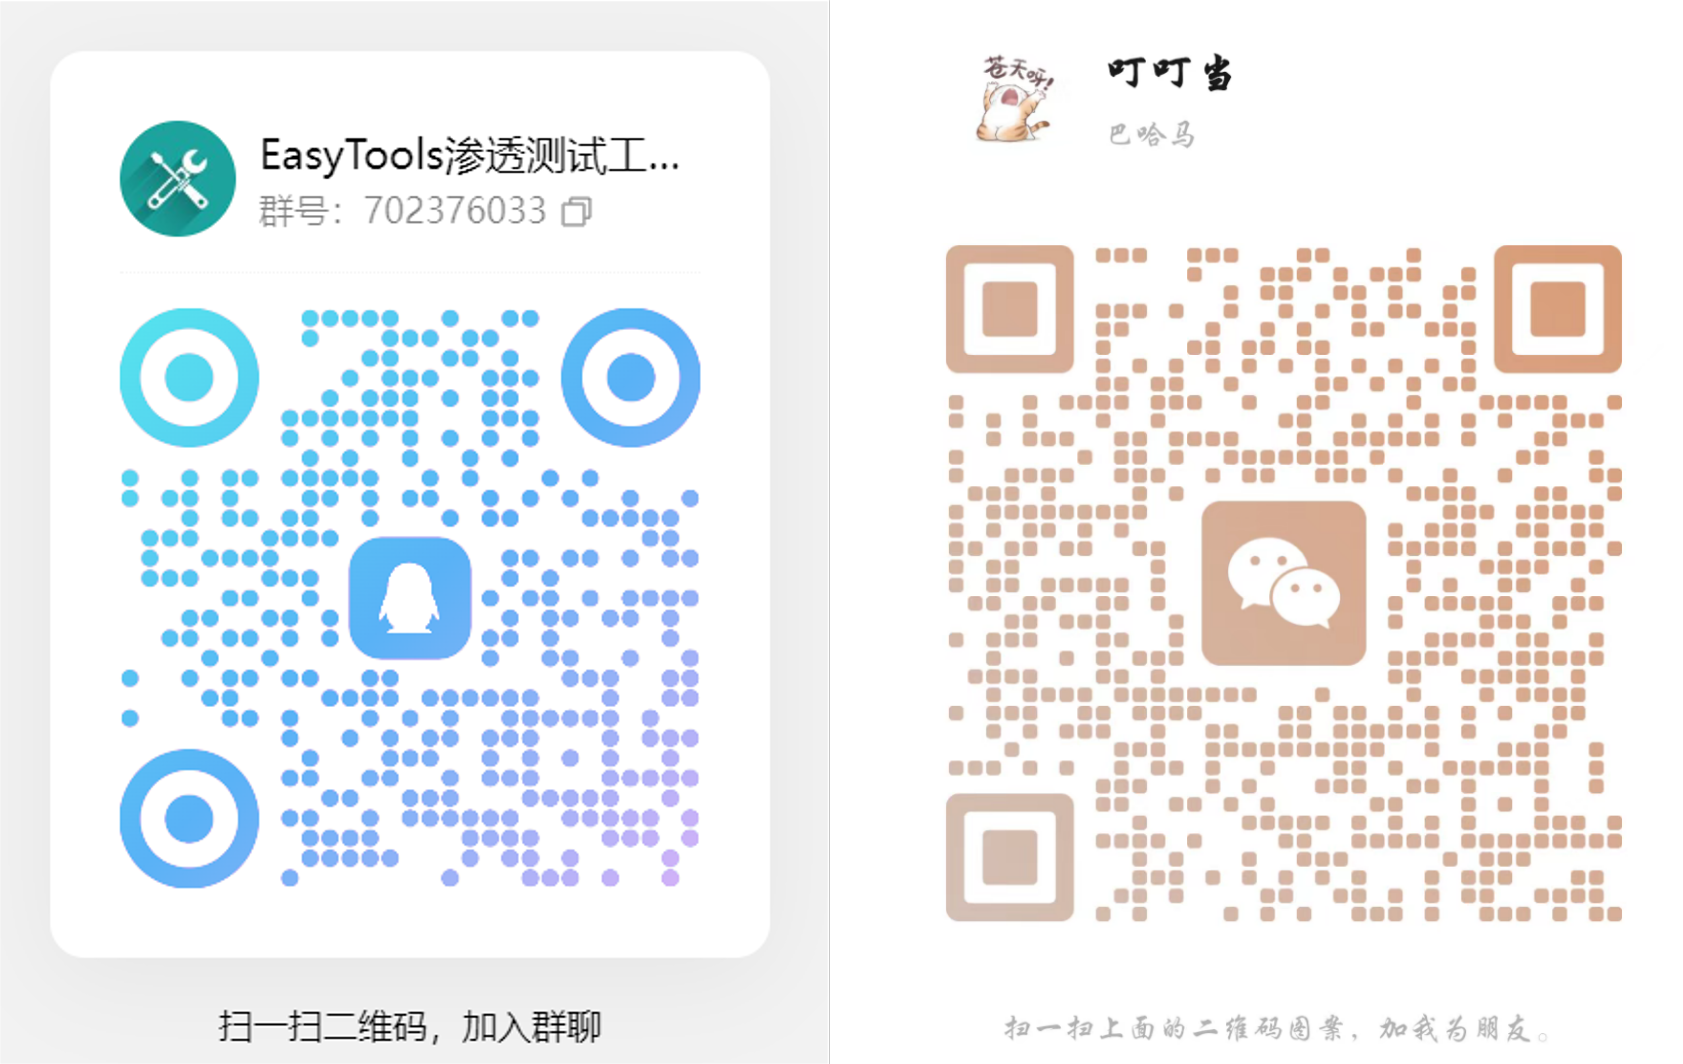 EasyTools渗透测试工...
群号：702376033
扫一扫二维码，加入群聊
苍天呀!
叮叮当
巴哈马
扫一扫上面的二维码图案，加我为朋友。